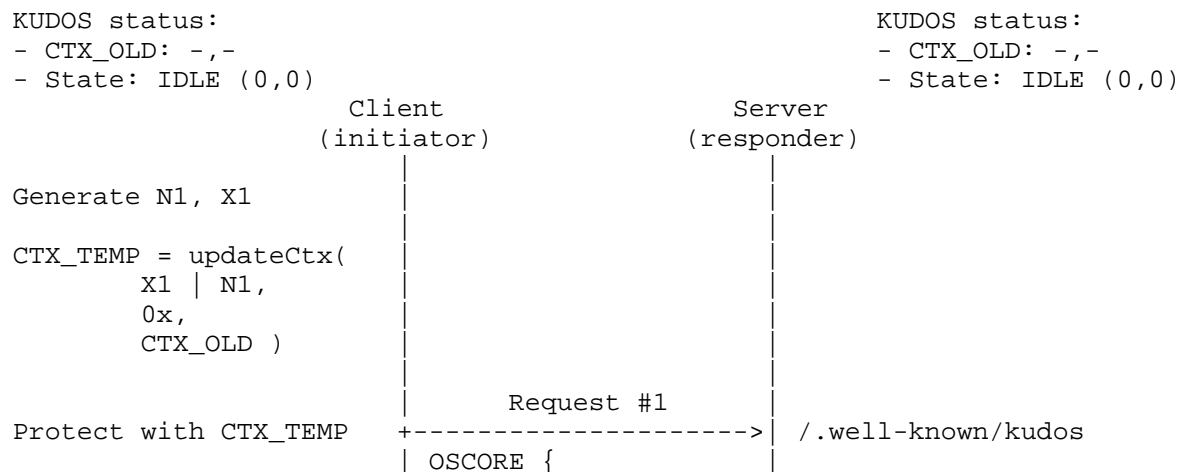 KUDOS status:                                          KUDOS status:
- CTX_OLD: -,-                                         - CTX_OLD: -,-
- State: IDLE (0,0)                                    - State: IDLE (0,0)
                     Client                  Server
                   (initiator)            (responder)
                        |                      |
Generate N1, X1         |                      |
                        |                      |
CTX_TEMP = updateCtx(   |                      |
        X1 | N1,        |                      |
        0x,             |                      |
        CTX_OLD )       |                      |
                        |                      |
                        |      Request #1      |
Protect with CTX_TEMP   +--------------------->| /.well-known/kudos
                        | OSCORE {             |